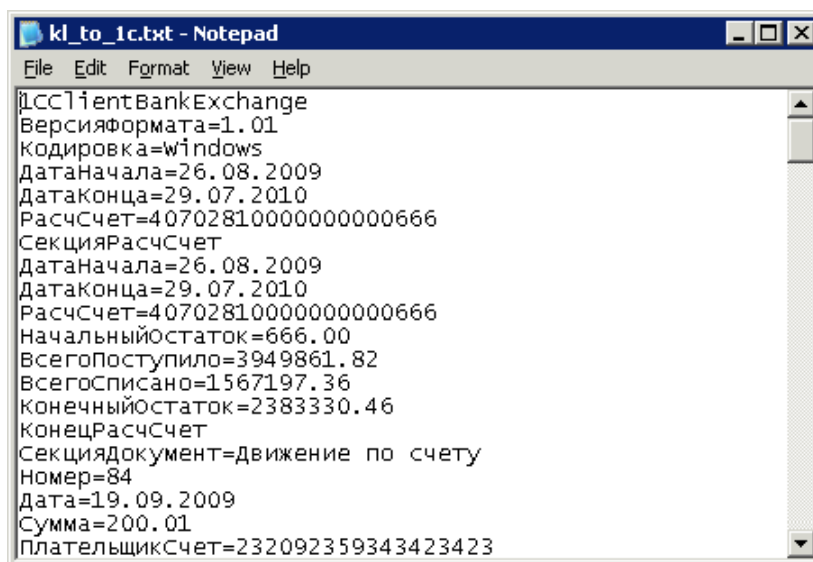 kl_to_1c.txt - Notepad
File Edit Format View Help
1CClientBankExchange
ВерсияФормата=1.01
Кодировка=Windows
ДатаНачала=26.08.2009
ДатаКонца=29.07.2010
РасчСчет=40702810000000000666
СекцияРасчСчет
ДатаНачала=26.08.2009
ДатаКонца=29.07.2010
РасчСчет=40702810000000000666
НачальныйОстаток=666.00
ВсегоПоступило=3949861.82
ВсегоСписано=1567197.36
КонечныйОстаток=2383330.46
КонецРасчСчет
СекцияДокумент=Движение по счету
Номер=84
Дата=19.09.2009
Сумма=200.01
ПлательщикСчет=232092359343423423